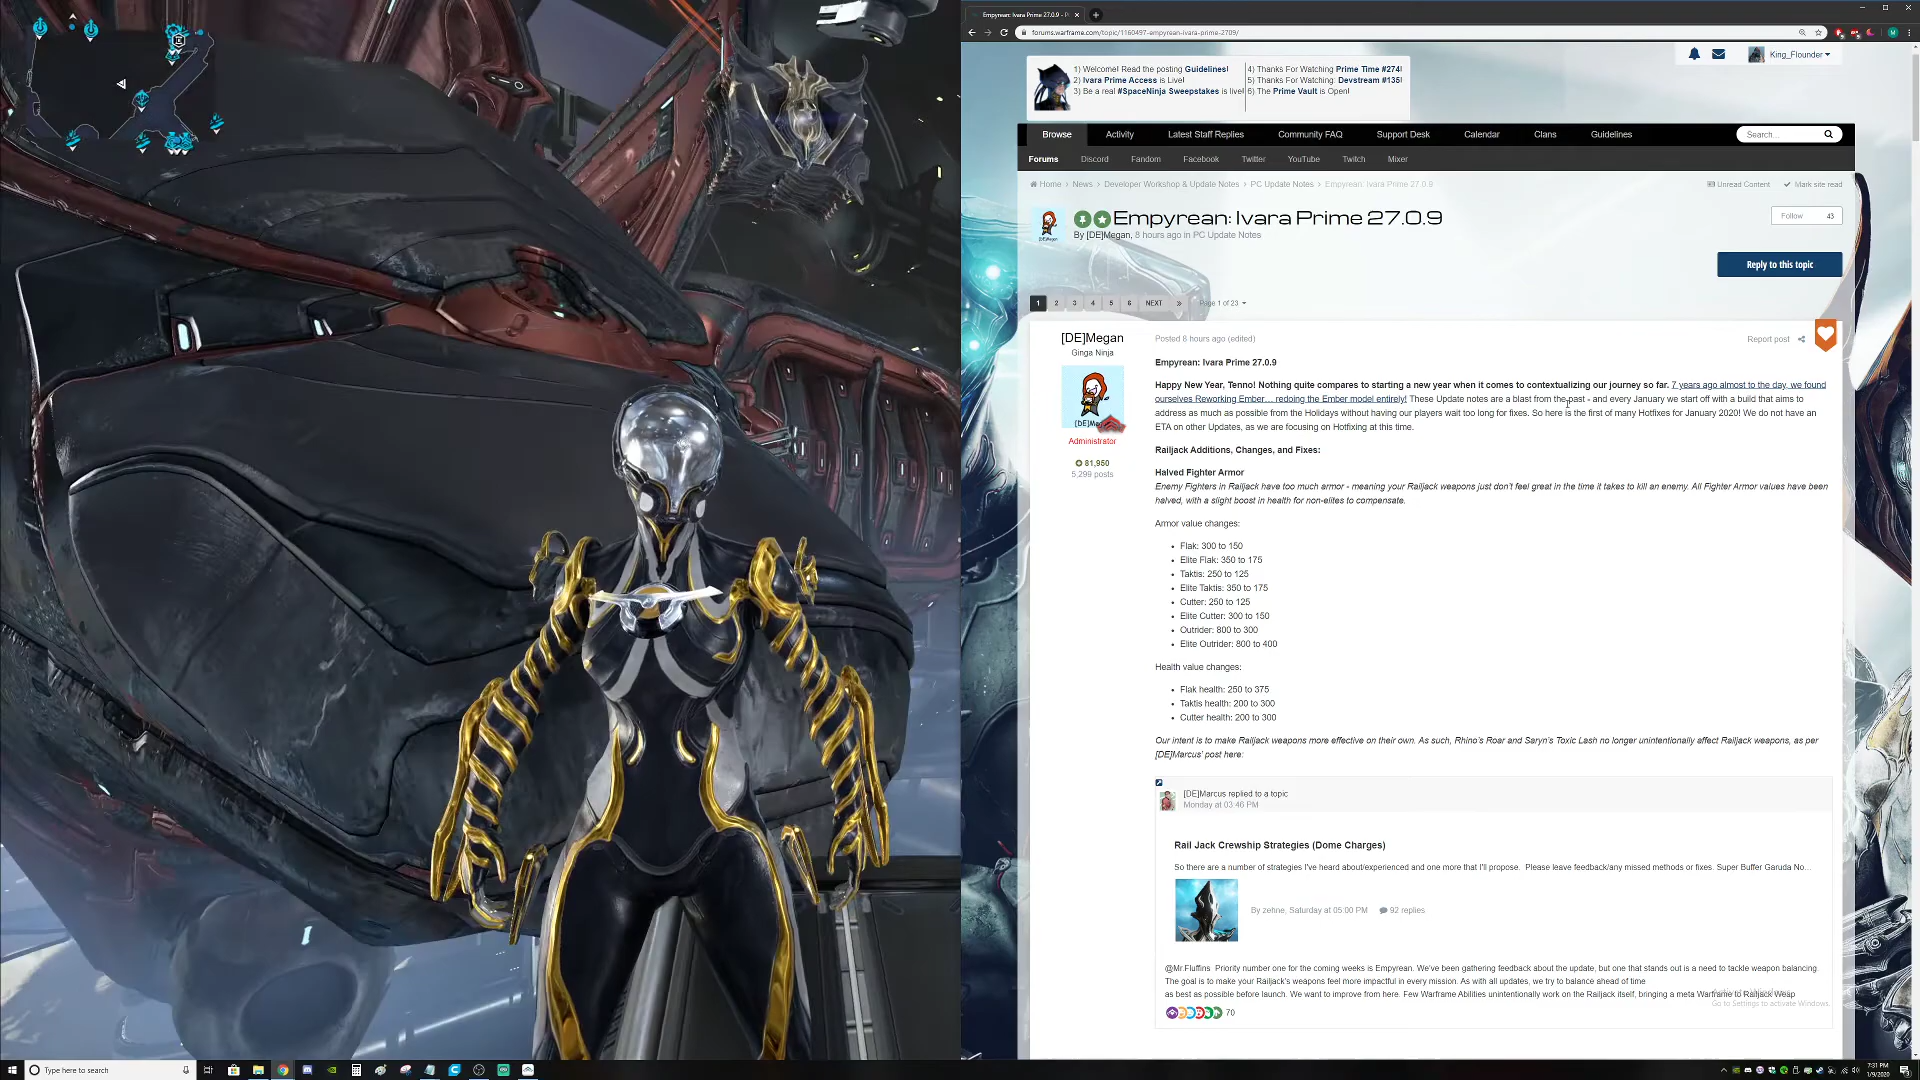 Empyrean: Ivara Prime 27.0.9 - P
forums.warframe.com/topic/1160497-empyrean-ivara-prime-2709/
King_Flounder
1) Welcome! Read the posting Guidelines!
2) Ivara Prime Access is Live!
3) Be a real #SpaceNinja Sweepstakes is live!
4) Thanks For Watching Prime Time #274!
5) Thanks For Watching: Devstream #135!
6) The Prime Vault is Open!
Browse Activity Latest Staff Replies Community FAQ Support Desk Calendar Clans Guidelines Search...
Forums Discord Fandom Facebook Twitter YouTube Twitch Mixer
Home > News > Developer Workshop & Update Notes > PC Update Notes > Empyrean: Ivara Prime 27.0.9 Unread Content Mark site read
Empyrean: Ivara Prime 27.0.9
By [DE]Megan, 8 hours ago in PC Update Notes
Follow 43
Reply to this topic
1 2 3 4 5 6 NEXT » Page 1 of 23
[DE]Megan
Ginga Ninja
Administrator
81,950
5,299 posts
Posted 8 hours ago (edited)
Report post
Empyrean: Ivara Prime 27.0.9
Happy New Year, Tenno! Nothing quite compares to starting a new year when it comes to contextualizing our journey so far. 7 years ago almost to the day, we found
ourselves Reworking Ember… redoing the Ember model entirely! These Update notes are a blast from the past - and every January we start off with a build that aims to
address as much as possible from the Holidays without having our players wait too long for fixes. So here is the first of many Hotfixes for January 2020! We do not have an
ETA on other Updates, as we are focusing on Hotfixing at this time.
Railjack Additions, Changes, and Fixes:
Halved Fighter Armor
Enemy Fighters in Railjack have too much armor - meaning your Railjack weapons just don't feel great in the time it takes to kill an enemy. All Fighter Armor values have been
halved, with a slight boost in health for non-elites to compensate.
Armor value changes:
• Flak: 300 to 150
• Elite Flak: 350 to 175
• Taktis: 250 to 125
• Elite Taktis: 350 to 175
• Cutter: 250 to 125
• Elite Cutter: 300 to 150
• Outrider: 800 to 300
• Elite Outrider: 800 to 400
Health value changes:
• Flak health: 250 to 375
• Taktis health: 200 to 300
• Cutter health: 200 to 300
Our intent is to make Railjack weapons more effective on their own. As such, Rhino's Roar and Saryn's Toxic Lash no longer unintentionally affect Railjack weapons, as per
[DE]Marcus' post here:
[DE]Marcus replied to a topic
Monday at 03:46 PM
Rail Jack Crewship Strategies (Dome Charges)
So there are a number of strategies I've heard about/experienced and one more that I'll propose. Please leave feedback/any missed methods or fixes. Super Buffer Garuda No...
By zehne, Saturday at 05:00 PM 92 replies
@Mr.Fluffins Priority number one for the coming weeks is Empyrean. We've been gathering feedback about the update, but one that stands out is a need to tackle weapon balancing.
The goal is to make your Railjack's weapons feel more impactful in every mission. As with all updates, we try to balance ahead of time
as best as possible before launch. We want to improve from here. Few Warframe Abilities unintentionally work on the Railjack itself, bringing a meta Warframe to Railjack Weap
Go to Settings to activate Windows.
70
Type here to search
7:31 PM
1/9/2020